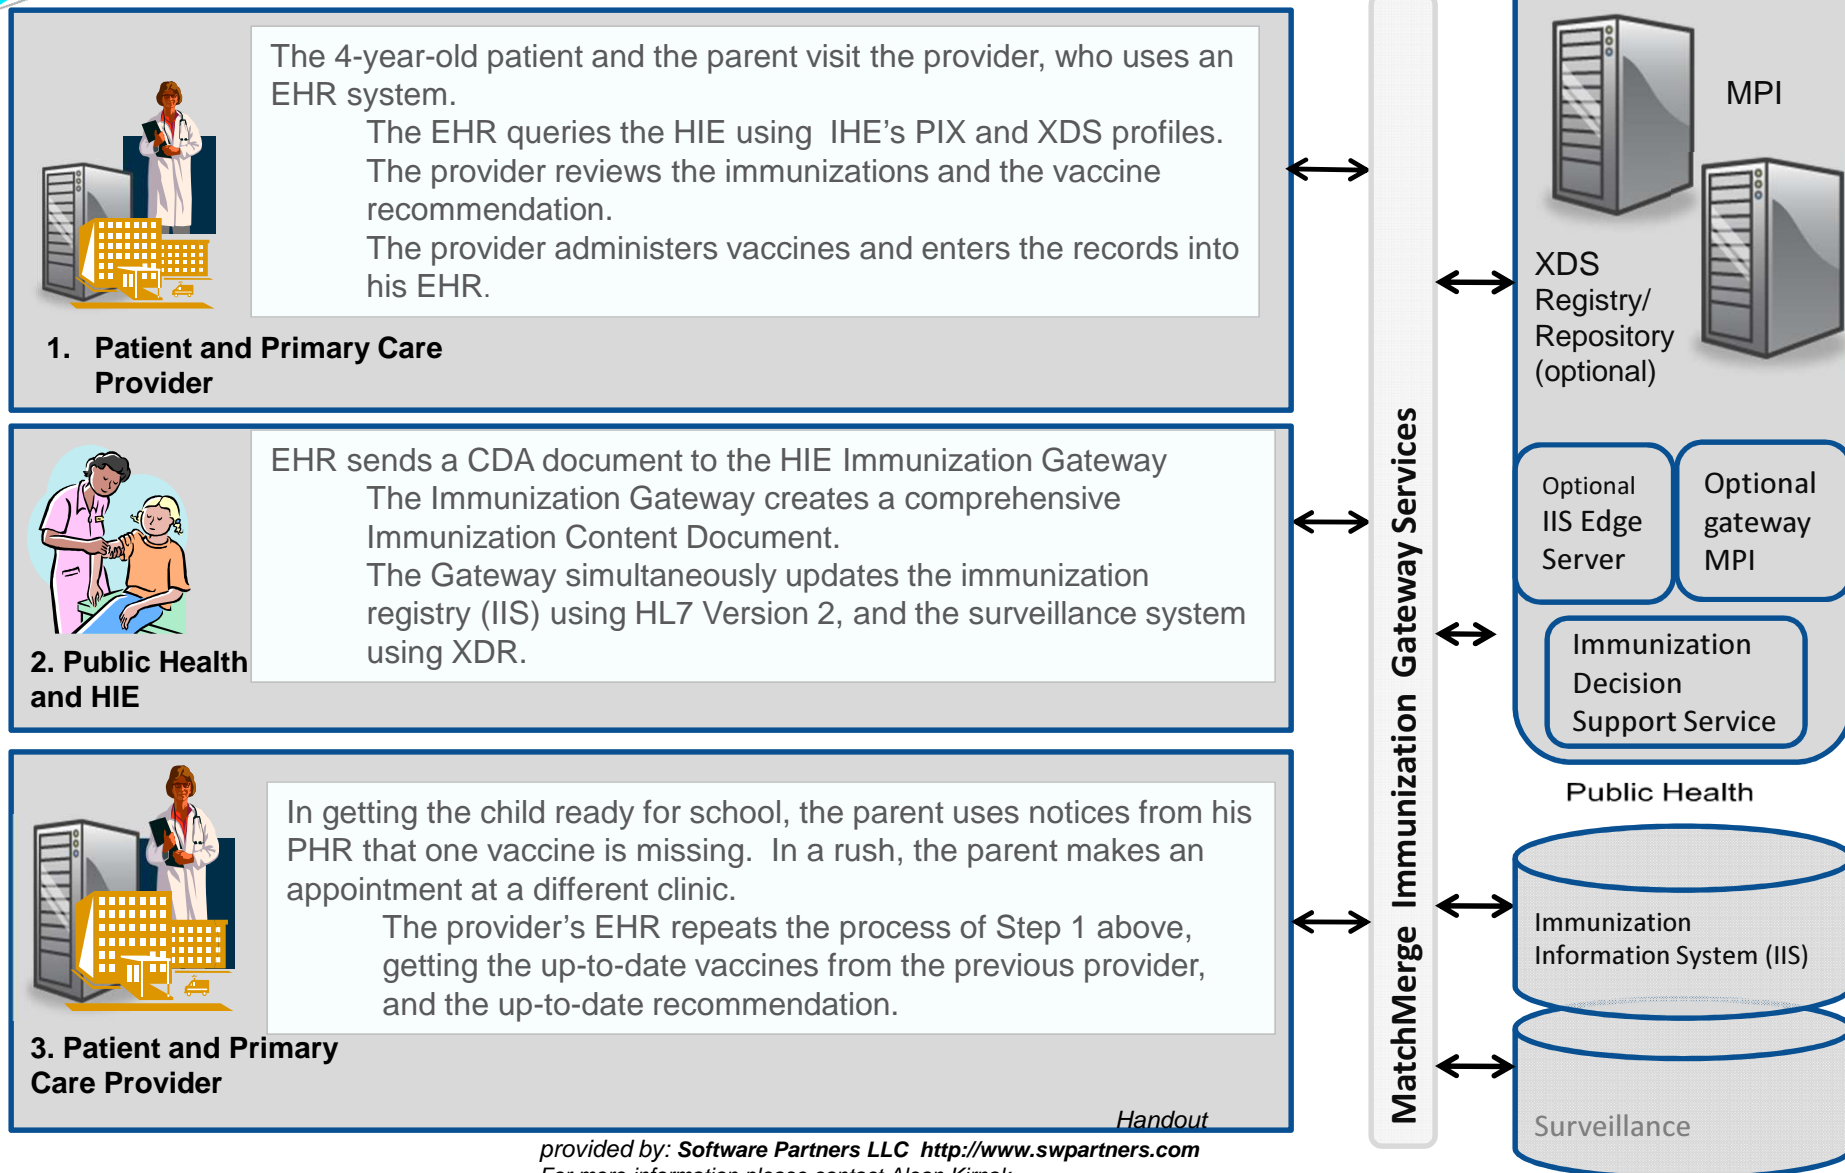 The 4-year-old patient and the parent visit the provider, who uses an
EHR system.
The EHR queries the HIE using IHE’s PIX and XDS profiles.
The provider reviews the immunizations and the vaccine
recommendation.
The provider administers vaccines and enters the records into
his EHR.
1. Patient and Primary Care
Provider
EHR sends a CDA document to the HIE Immunization Gateway
The Immunization Gateway creates a comprehensive
Immunization Content Document.
The Gateway simultaneously updates the immunization
registry (IIS) using HL7 Version 2, and the surveillance system
using XDR.
2. Public Health
and HIE
In getting the child ready for school, the parent uses notices from his
PHR that one vaccine is missing. In a rush, the parent makes an
appointment at a different clinic.
The provider’s EHR repeats the process of Step 1 above,
getting the up-to-date vaccines from the previous provider,
and the up-to-date recommendation.
3. Patient and Primary
Care Provider
Handout
provided by: Software Partners LLC http://www.swpartners.com
For more information please contact Alean Kirnak
MatchMerge Immunization Gateway Services
MPI
XDS
Registry/
Repository
(optional)
Optional
IIS Edge
Server
Optional
gateway
MPI
Immunization
Decision
Support Service
Public Health
Immunization
Information System (IIS)
Surveillance